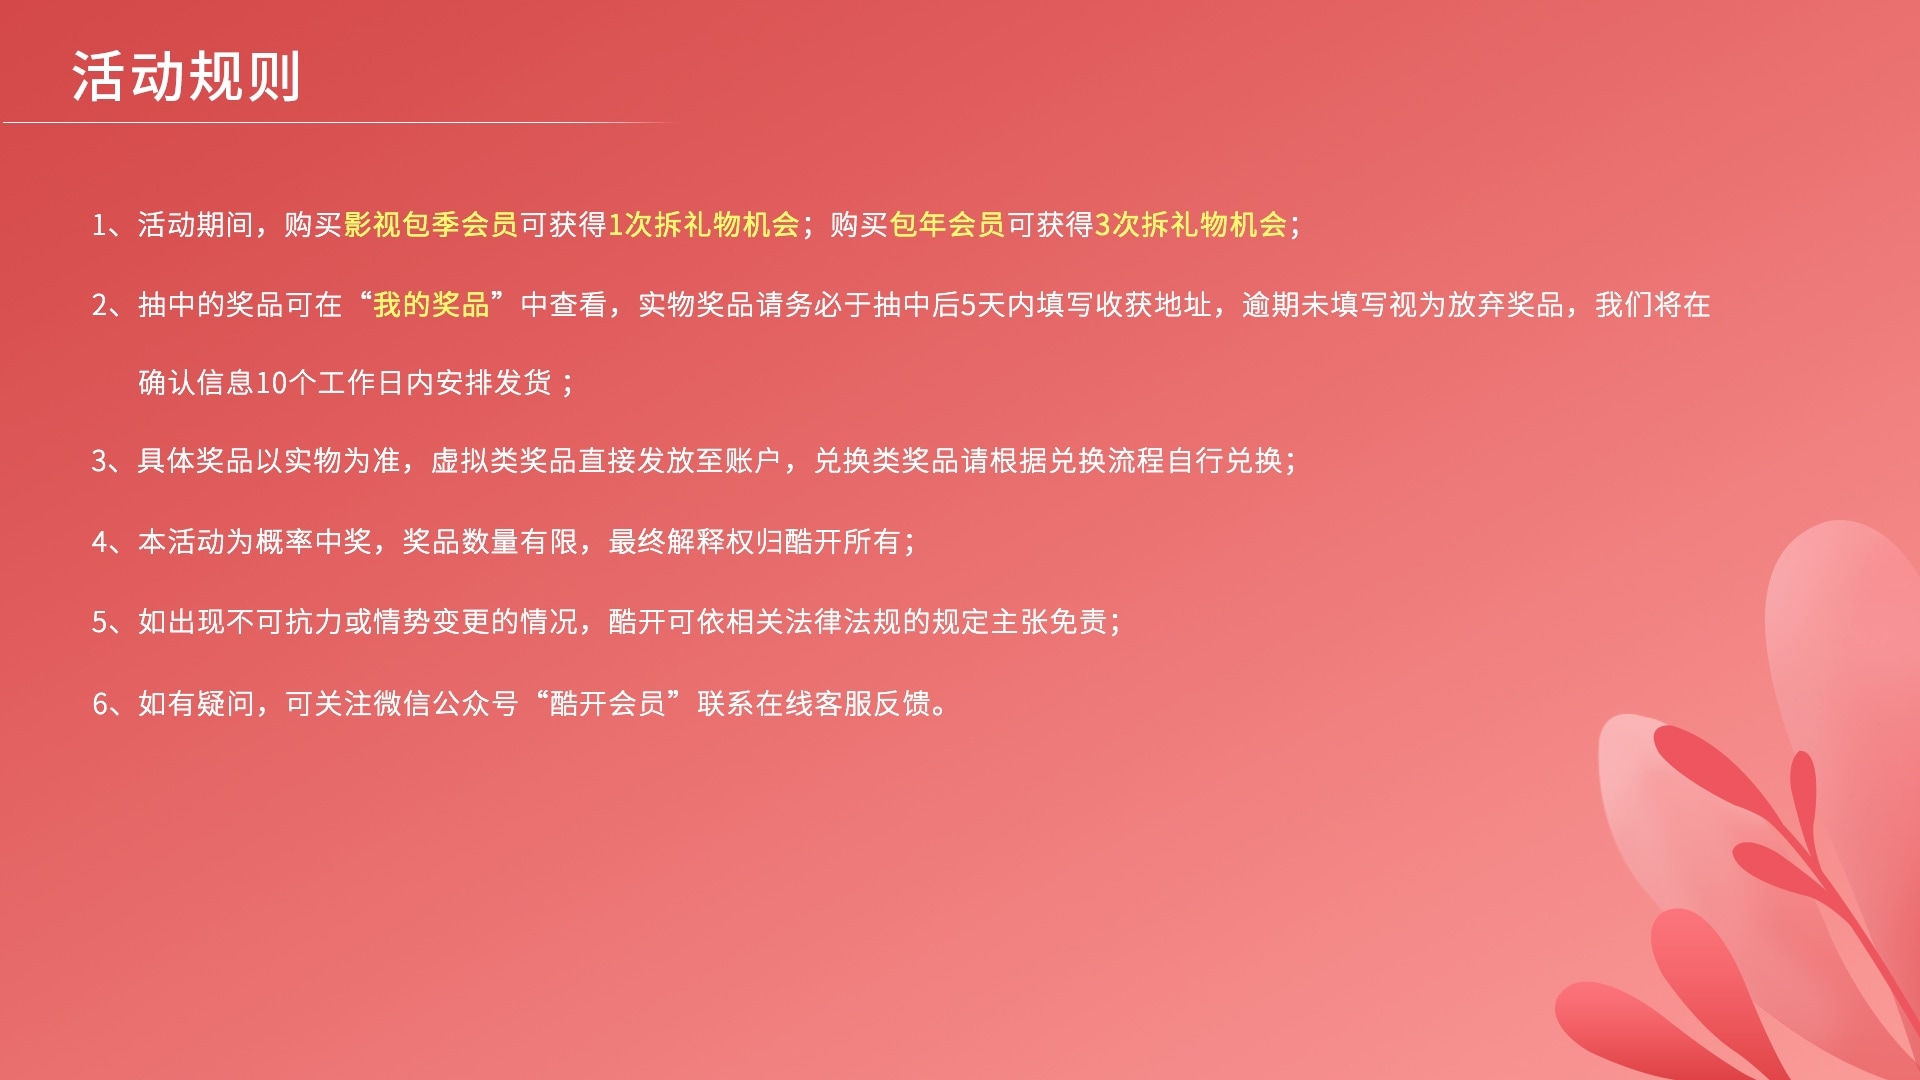 活动规则
1、活动期间，购买影视包季会员可获得1次拆礼物机会；购买包年会员可获得3次拆礼物机会；
2、抽中的奖品可在“我的奖品”中查看，实物奖品请务必于抽中后5天内填写收获地址，逾期未填写视为放弃奖品，我们将在
确认信息10个工作日内安排发货 ；
3、具体奖品以实物为准，虚拟类奖品直接发放至账户，兑换类奖品请根据兑换流程自行兑换；
4、本活动为概率中奖，奖品数量有限，最终解释权归酷开所有；
5、如出现不可抗力或情势变更的情况，酷开可依相关法律法规的规定主张免责；
6、如有疑问，可关注微信公众号“酷开会员”联系在线客服反馈。